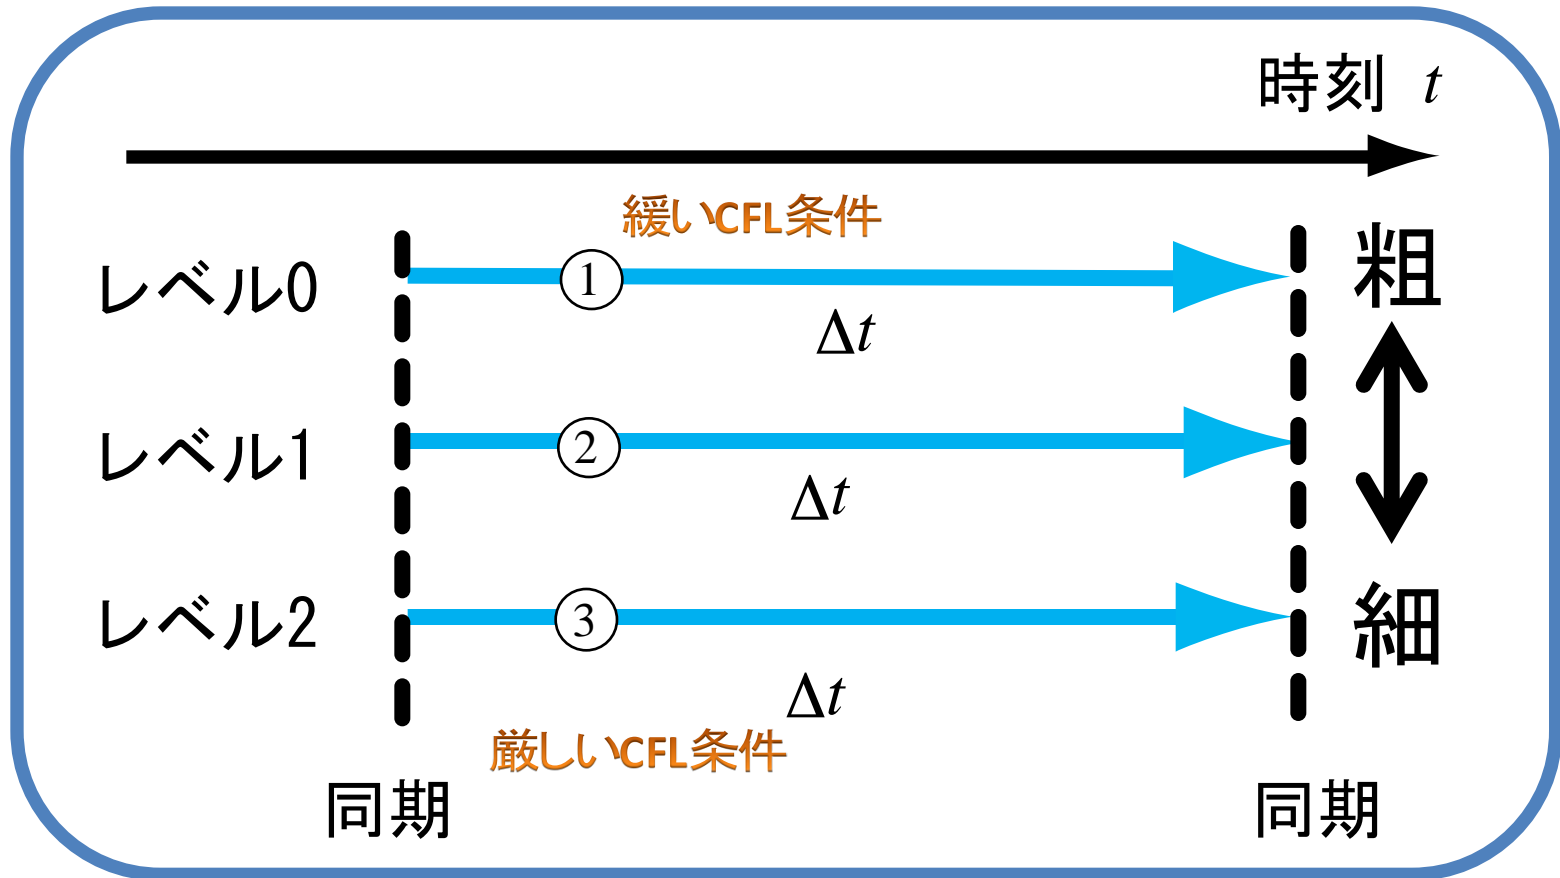 時刻 t
緩いCFL条件
レベル0
①
粗
Δt
レベル1
②
Δt
レベル2
③
細
Δt
厳しいCFL条件
同期
同期